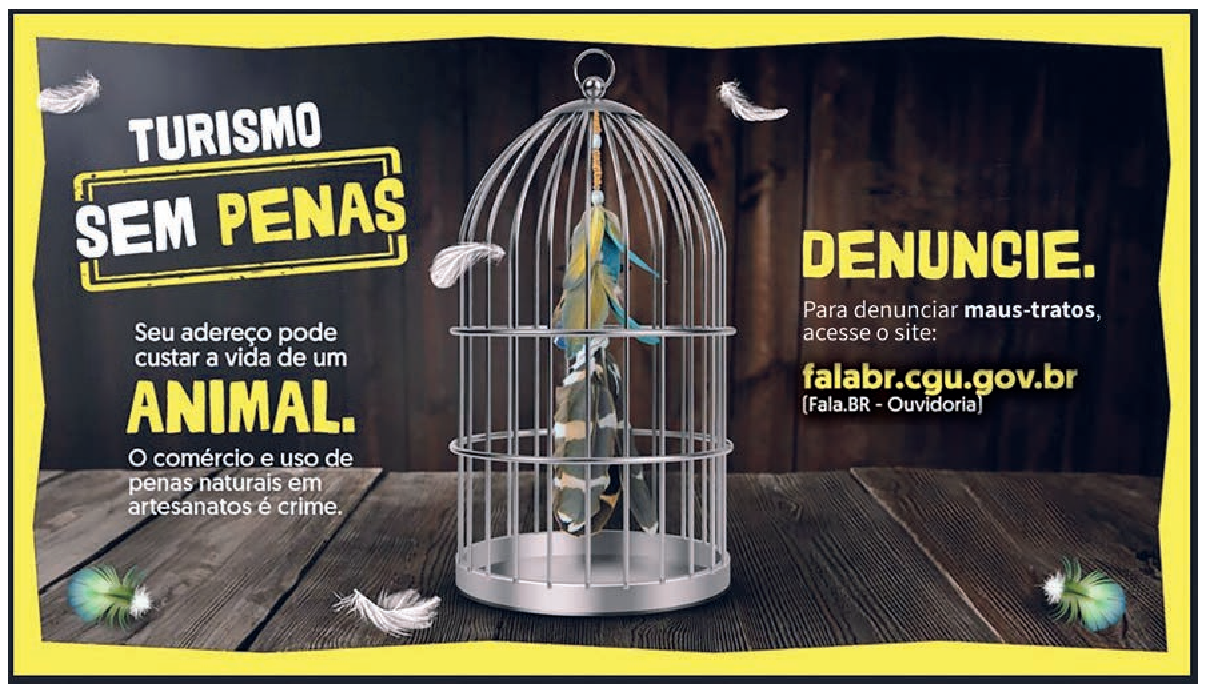 TURISMO
SEM PENAS
Seu adereço pode
custar a vida de um
ANIMAL.
O comércio e uso de
penas naturais em
artesanatos é crime.
DENUNCIE.
Para denunciar maus-tratos,
acesse o site:
falabr.cgu.gov.br
(Fala.BR - Ouvidoria)